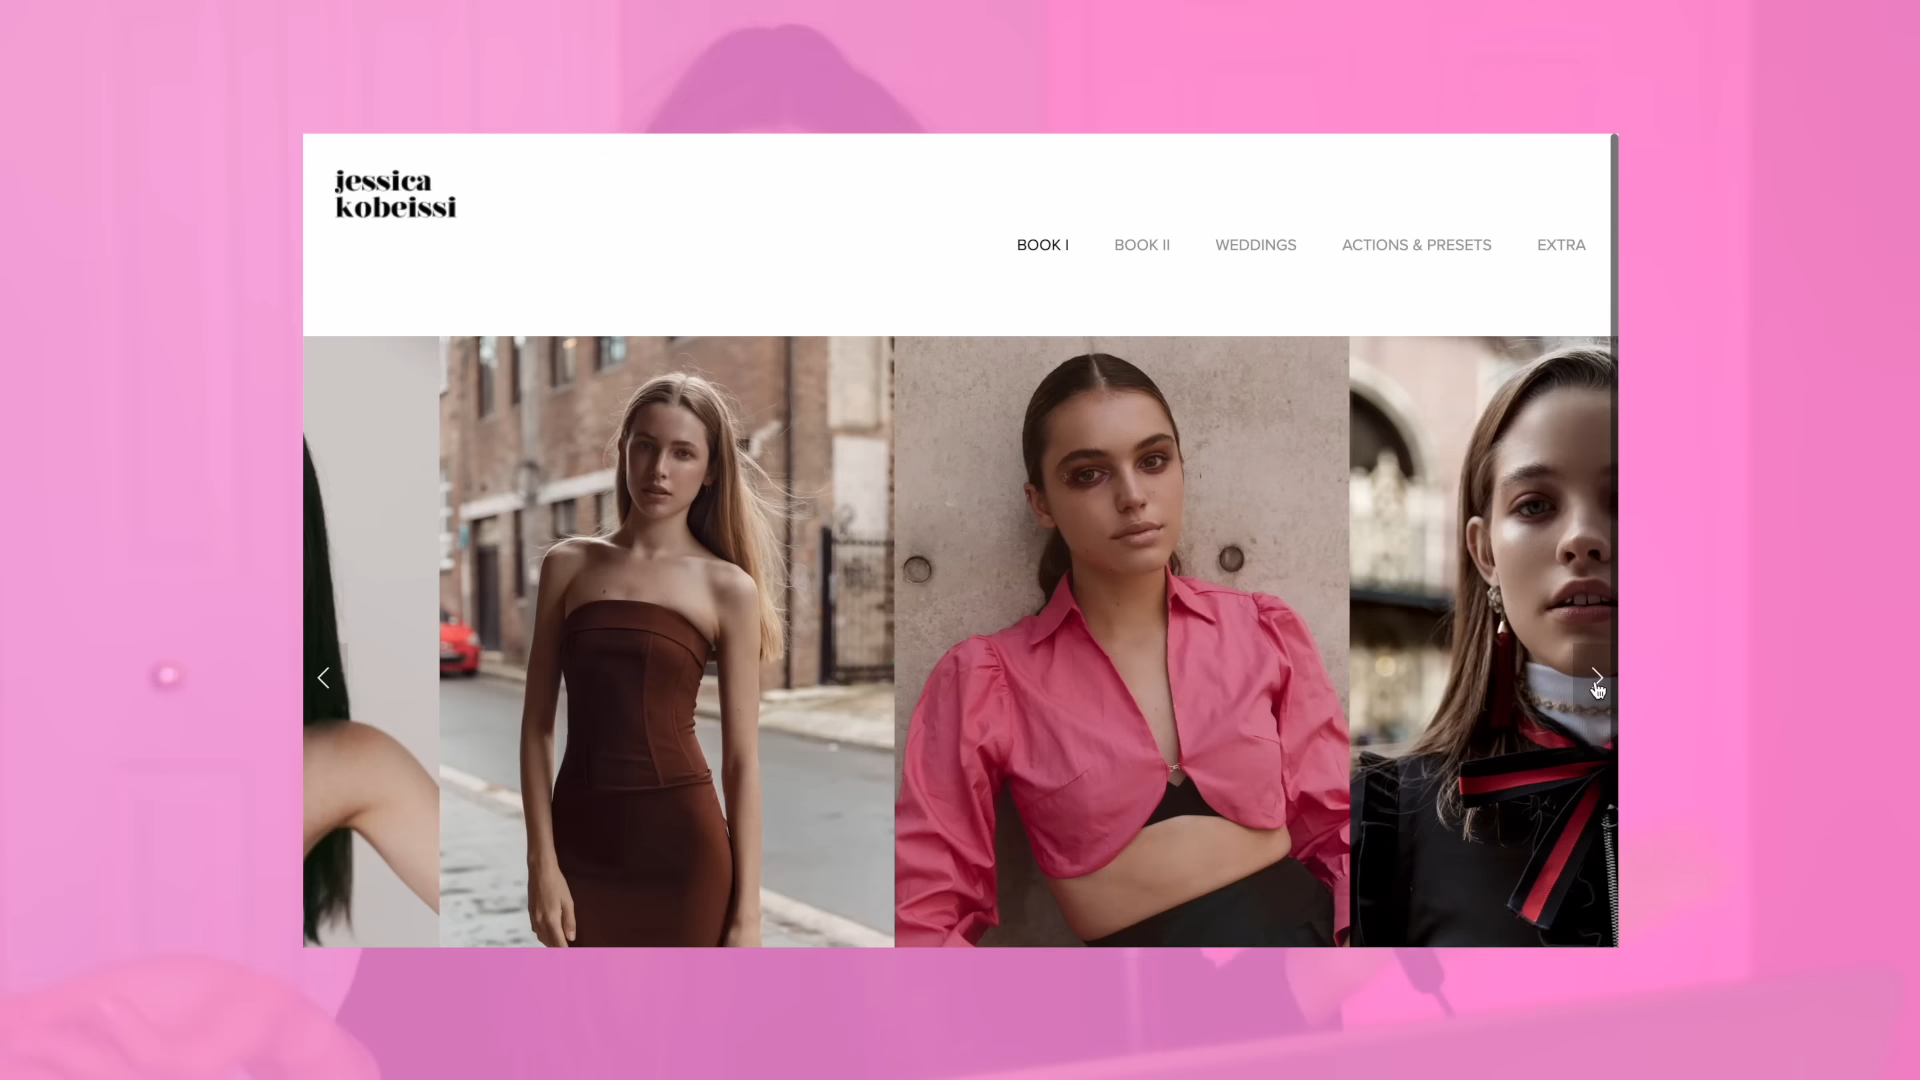 jessica
kobeissi
BOOK I
BOOK II
WEDDINGS
ACTIONS & PRESETS
EXTRA